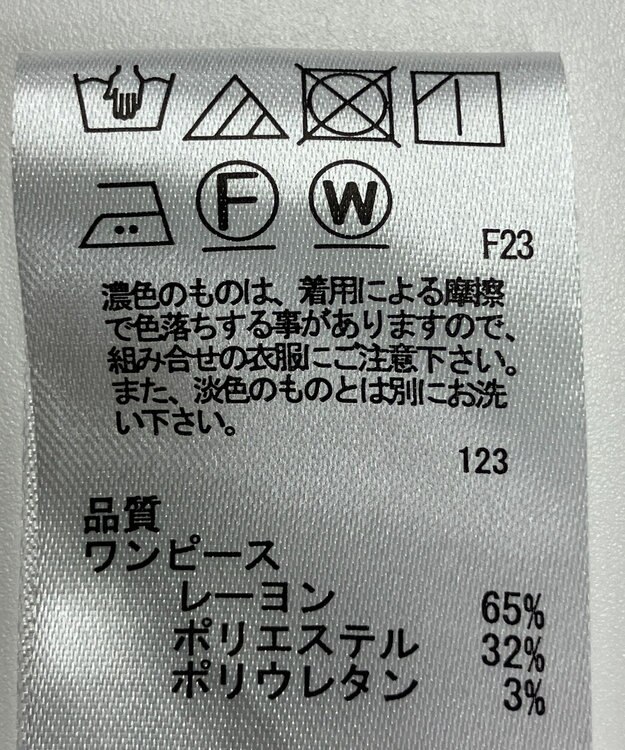 F
W
F23
濃色のものは、着用による摩擦
で色落ちする事がありますので、
組み合せの衣服にご注意下さい。
また、淡色のものとは別にお洗
い下さい。
123
品質
ワンピース
レーヨン 65%
ポリエステル 32%
ポリウレタン 3%